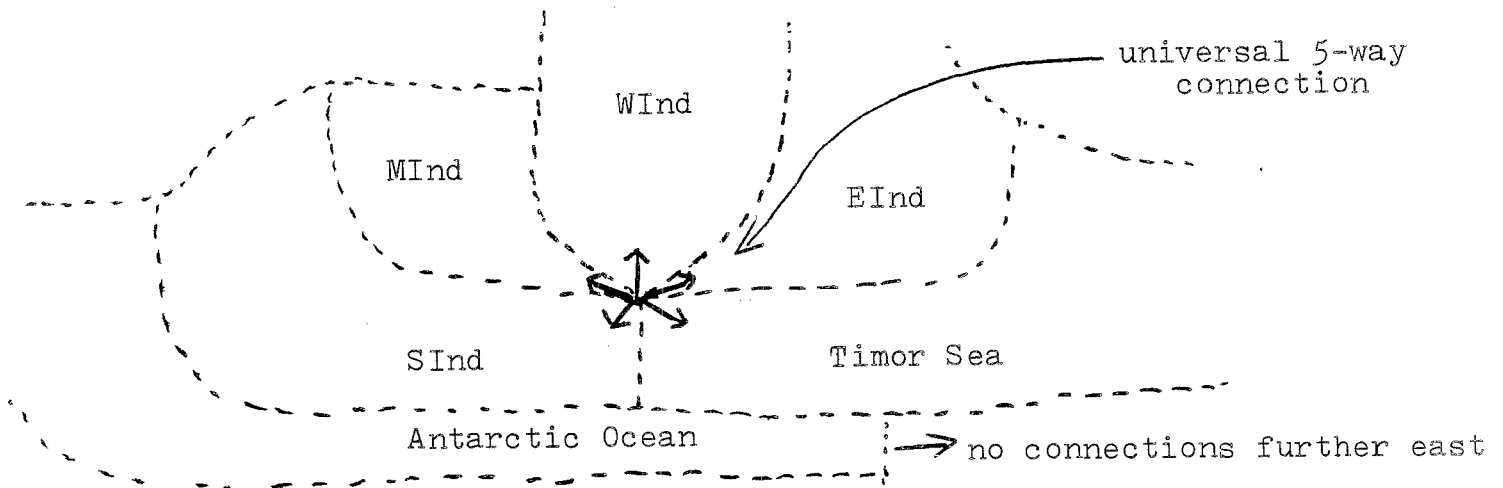 universal 5-way
connection
WInd
MInd
EInd
SInd
Timor Sea
Antarctic Ocean
no connections further east